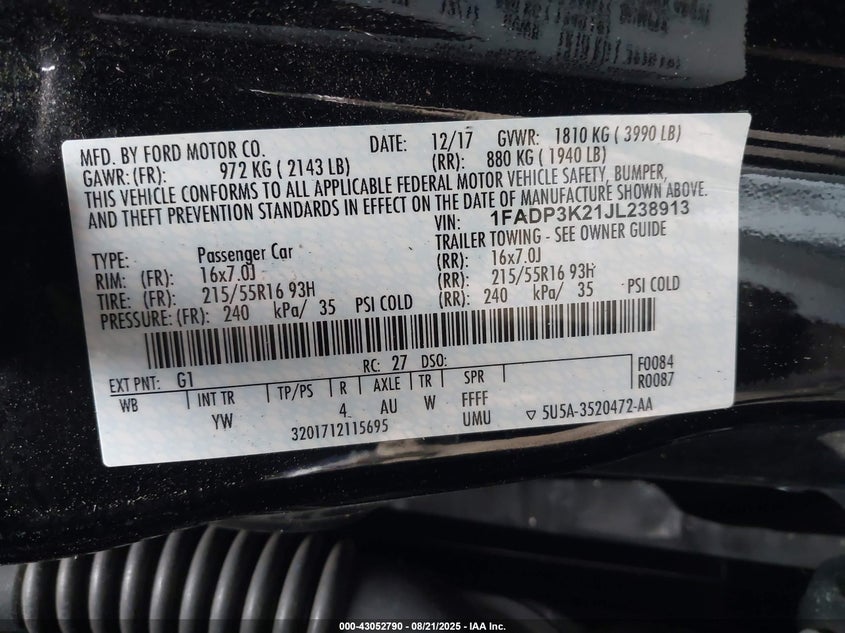 MFD. BY FORD MOTOR CO. DATE: 12/17 GVWR: 1810 KG ( 3990 LB)
GAWR: (FR): 972 KG ( 2143 LB) (RR): 880 KG ( 1940 LB)
THIS VEHICLE CONFORMS TO ALL APPLICABLE FEDERAL MOTOR VEHICLE SAFETY, BUMPER,
AND THEFT PREVENTION STANDARDS IN EFFECT ON THE DATE OF MANUFACTURE SHOWN ABOVE.
VIN: 1FADP3K21JL238913
TYPE: Passenger Car TRAILER TOWING - SEE OWNER GUIDE
RIM: (FR): 16x7.0J (RR): 16x7.0J
TIRE: (FR): 215/55R16 93H (RR): 215/55R16 93H
PRESSURE: (FR): 240 kPa/ 35 PSI COLD (RR): 240 kPa/ 35 PSI COLD
EXT PNT: G1 RC: 27 DSO: F0084
WB INT TR TP/PS R AXLE TR SPR R0087
YW 4 AU W FFFF
3201712115695 UMU ▽ 5U5A-3520472-AA
000-43052790 - 08/21/2025 - IAA Inc.